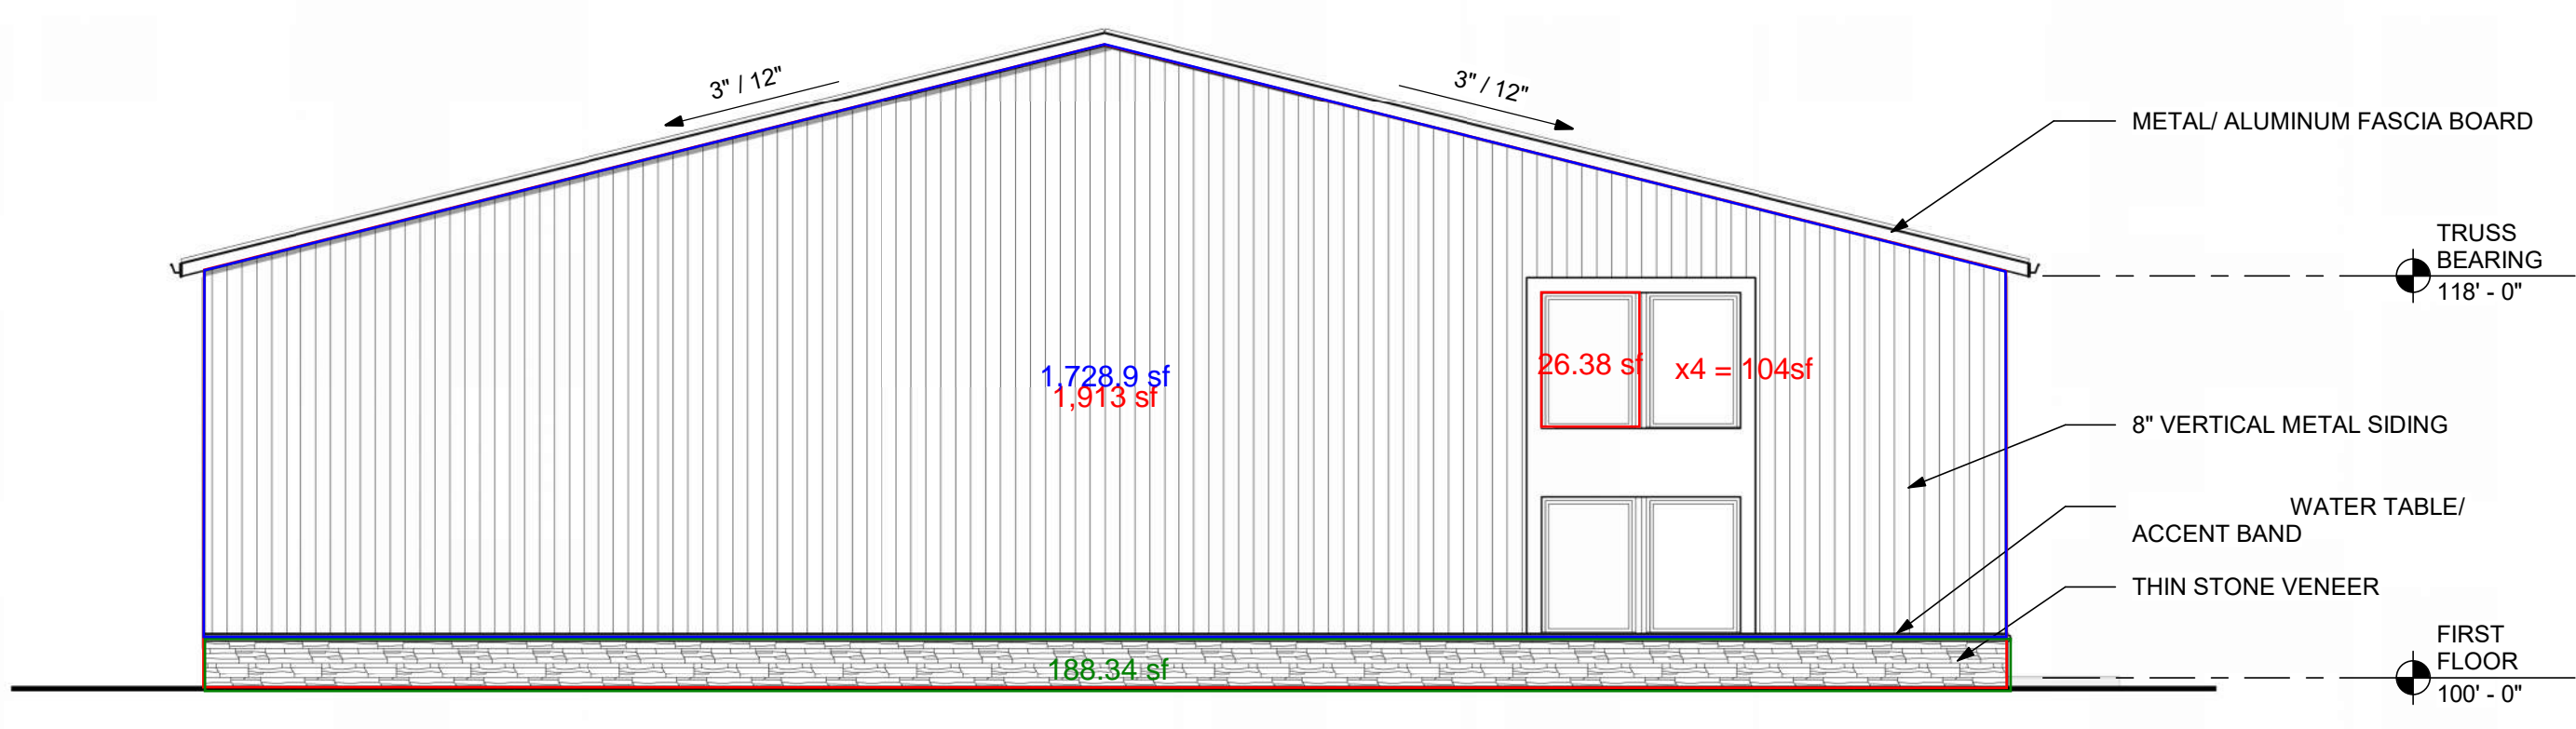 3" / 12"
3" / 12"
METAL/ ALUMINUM FASCIA BOARD
TRUSS
BEARING
118' - 0"
1,728.9 sf
1,913 sf
26.38 sf
x4 = 104sf
8" VERTICAL METAL SIDING
WATER TABLE/
ACCENT BAND
THIN STONE VENEER
188.34 sf
FIRST
FLOOR
100' - 0"